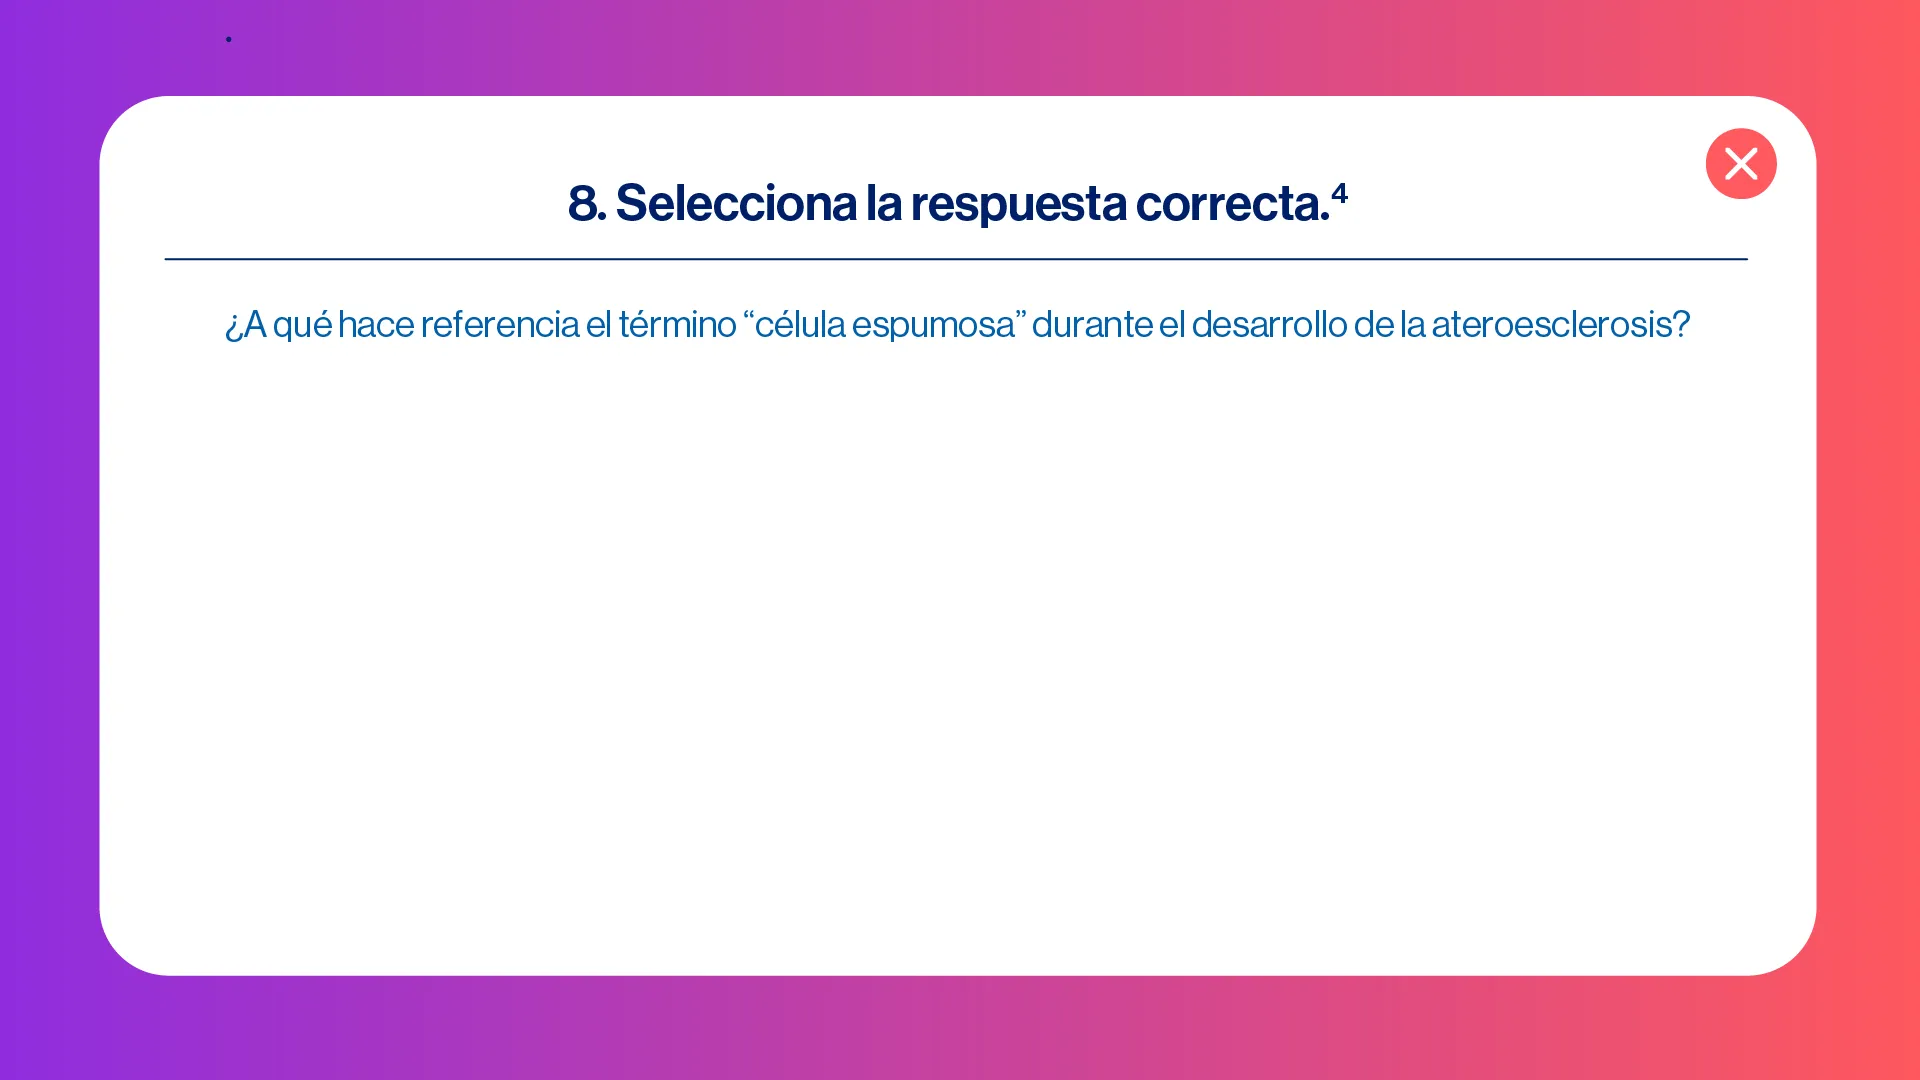 8. Selecciona la respuesta correcta.⁴
¿A qué hace referencia el término “célula espumosa” durante el desarrollo de la ateroesclerosis?